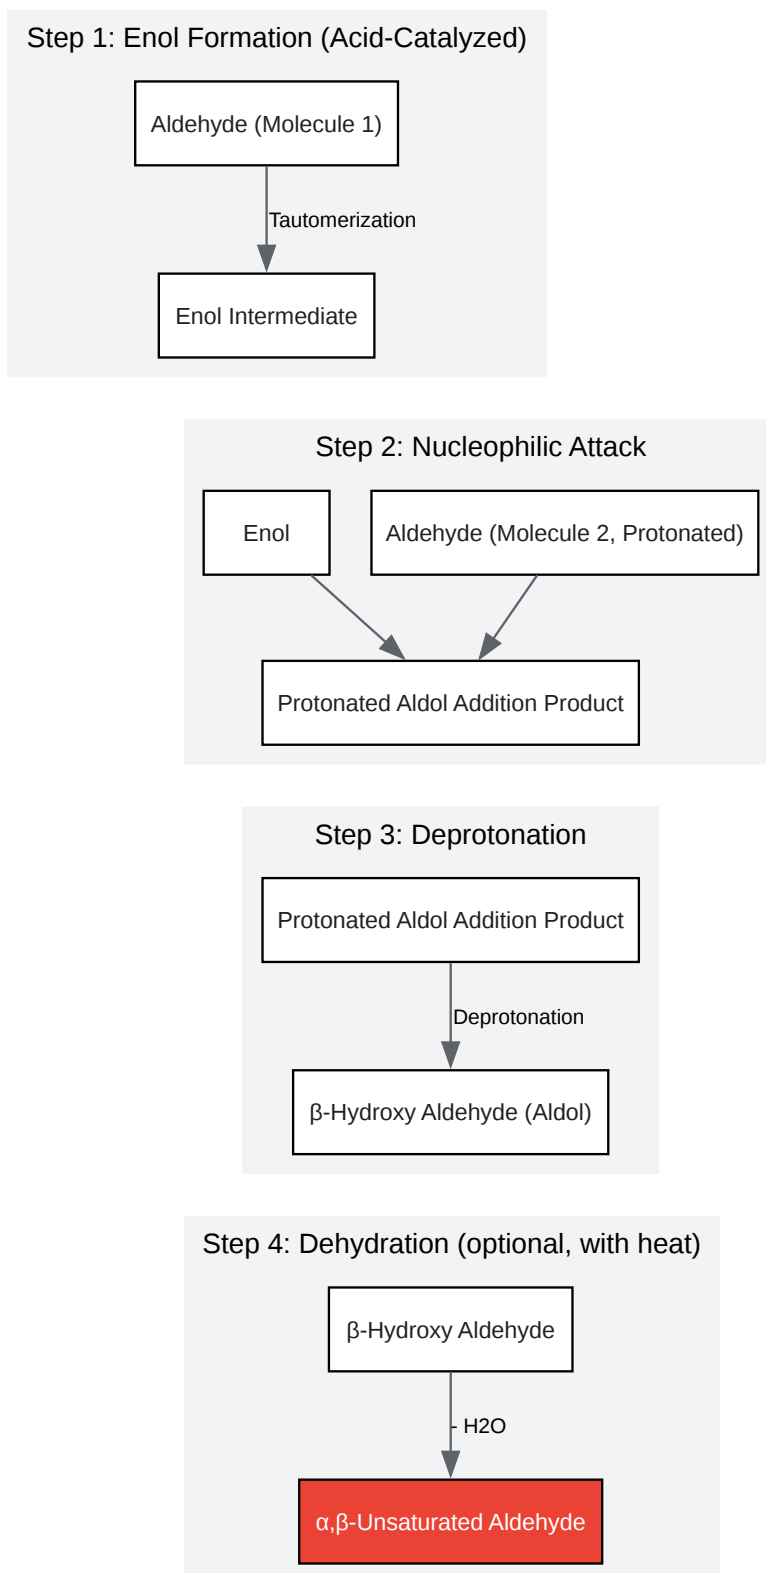 Step 1: Enol Formation (Acid-Catalyzed)
Aldehyde (Molecule 1)
Tautomerization
Enol Intermediate
Step 2: Nucleophilic Attack
Enol
Aldehyde (Molecule 2, Protonated)
Protonated Aldol Addition Product
Step 3: Deprotonation
Protonated Aldol Addition Product
Deprotonation
β-Hydroxy Aldehyde (Aldol)
Step 4: Dehydration (optional, with heat)
β-Hydroxy Aldehyde
- H2O
α,β-Unsaturated Aldehyde